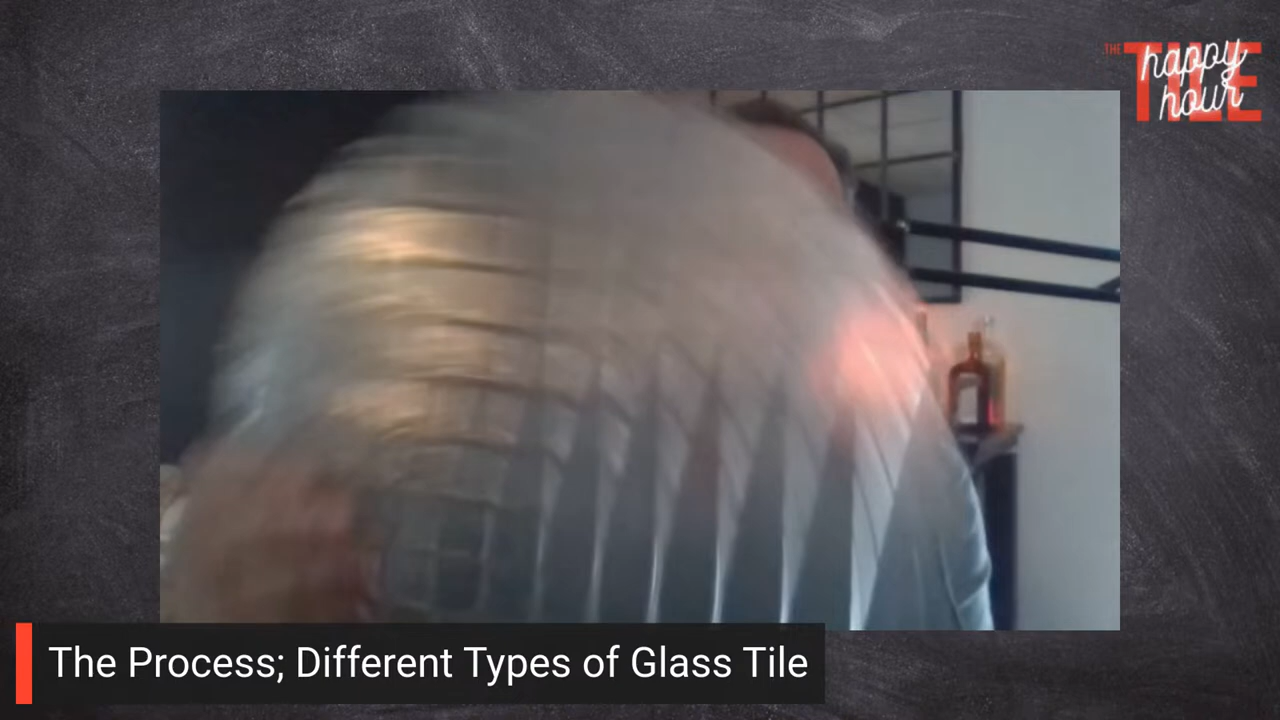 THE TILE
happy
hour
The Process; Different Types of Glass Tile